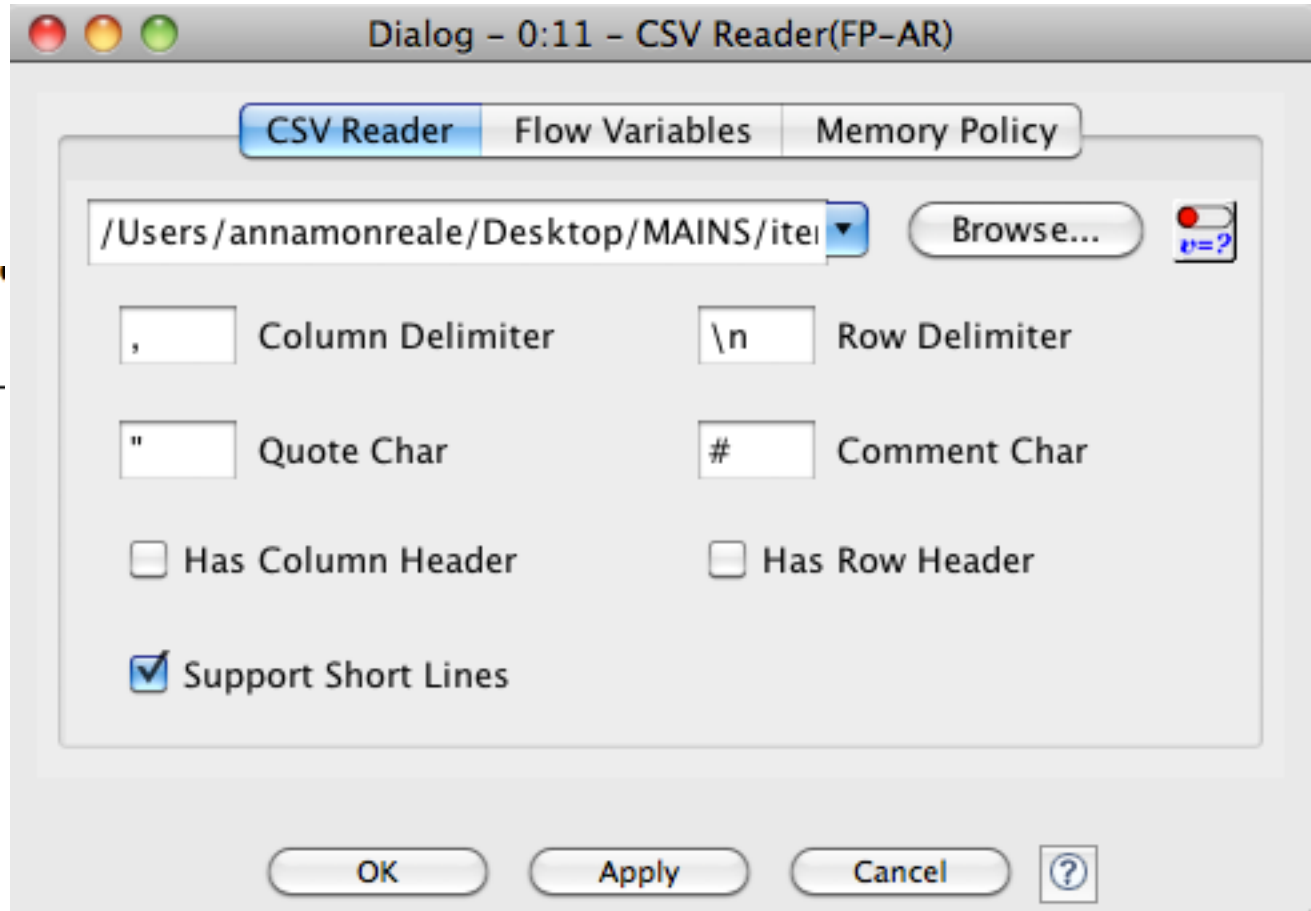 Dialog – 0:11 – CSV Reader(FP–AR)
CSV Reader Flow Variables Memory Policy
/Users/annamonreale/Desktop/MAINS/iter Browse... v=?
, Column Delimiter \n Row Delimiter
" Quote Char # Comment Char
Has Column Header Has Row Header
Support Short Lines
OK Apply Cancel ?